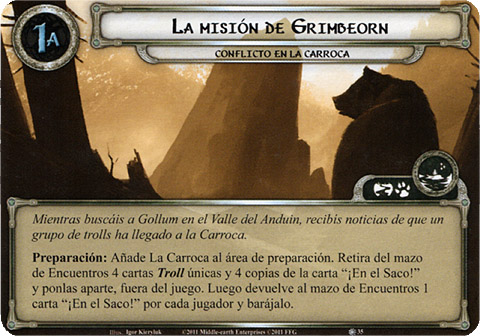 1A
La misión de Grimbeorn
Conflicto en la Carroca
Mientras buscáis a Gollum en el Valle del Anduin, recibís noticias de que un
grupo de trolls ha llegado a la Carroca.
Preparación: Añade La Carroca al área de preparación. Retira del mazo
de Encuentros 4 cartas Troll únicas y 4 copias de la carta “¡En el Saco!”
y ponlas aparte, fuera del juego. Luego devuelve al mazo de Encuentros 1
carta “¡En el Saco!” por cada jugador y barájalo.
Illus. Igor Kieryluk ©2011 Middle-earth Enterprises ©2011 FFG 35